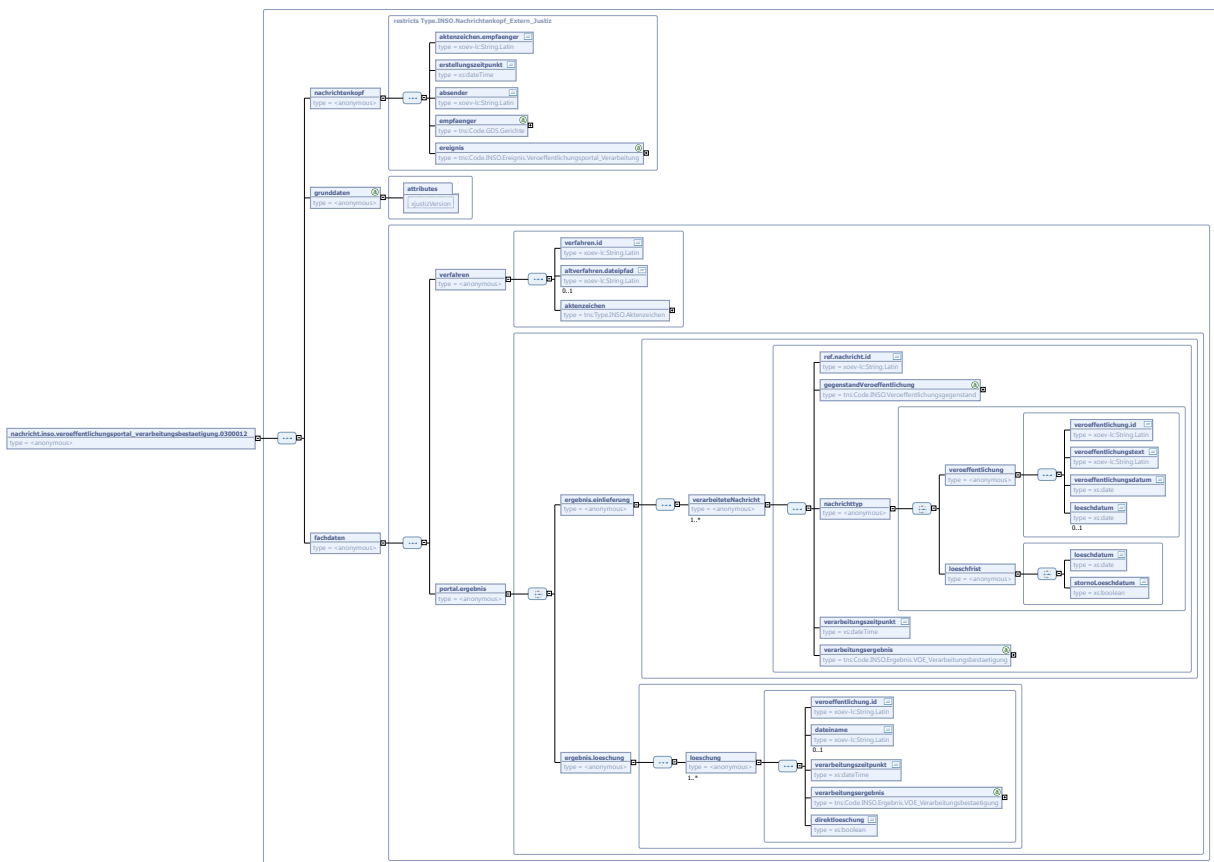 restricts Type.INSO.Nachrichtenkopf_Extern_Justiz
aktenzeichen.empfaenger
type = xoev-lc:String.Latin
erstellungszeitpunkt
type = xs:dateTime
nachrichtenkopf
type = <anonymous>
absender
type = xoev-lc:String.Latin
empfaenger
type = tns:Code.GDS.Gerichte
ereignis
type = tns:Code.INSO.Ereignis.Veroeffentlichungsportal_Verarbeitung
grunddaten
type = <anonymous>
attributes
xjustizVersion
verfahren
type = <anonymous>
verfahren.id
type = xoev-lc:String.Latin
altverfahren.dateipfad
type = xoev-lc:String.Latin
0..1
aktenzeichen
type = tns:Type.INSO.Aktenzeichen
nachricht.inso.veroeffentlichungsportal_verarbeitungsbestaetigung.0300012
type = <anonymous>
fachdaten
type = <anonymous>
portal.ergebnis
type = <anonymous>
ergebnis.einlieferung
type = <anonymous>
verarbeiteteNachricht
type = <anonymous>
1..*
ref.nachricht.id
type = xoev-lc:String.Latin
gegenstandVeroeffentlichung
type = tns:Code.INSO.Veroeffentlichungsgegenstand
nachrichttyp
type = <anonymous>
veroeffentlichung
type = <anonymous>
veroeffentlichung.id
type = xoev-lc:String.Latin
veroeffentlichungstext
type = xoev-lc:String.Latin
veroeffentlichungsdatum
type = xs:date
loeschdatum
type = xs:date
0..1
loeschfrist
type = <anonymous>
loeschdatum
type = xs:date
stornoLoeschdatum
type = xs:boolean
verarbeitungszeitpunkt
type = xs:dateTime
verarbeitungsergebnis
type = tns:Code.INSO.Ergebnis.VOE_Verarbeitungsbestaetigung
ergebnis.loeschung
type = <anonymous>
loeschung
type = <anonymous>
1..*
veroeffentlichung.id
type = xoev-lc:String.Latin
dateiname
type = xoev-lc:String.Latin
0..1
verarbeitungszeitpunkt
type = xs:dateTime
verarbeitungsergebnis
type = tns:Code.INSO.Ergebnis.VOE_Verarbeitungsbestaetigung
direktloeschung
type = xs:boolean